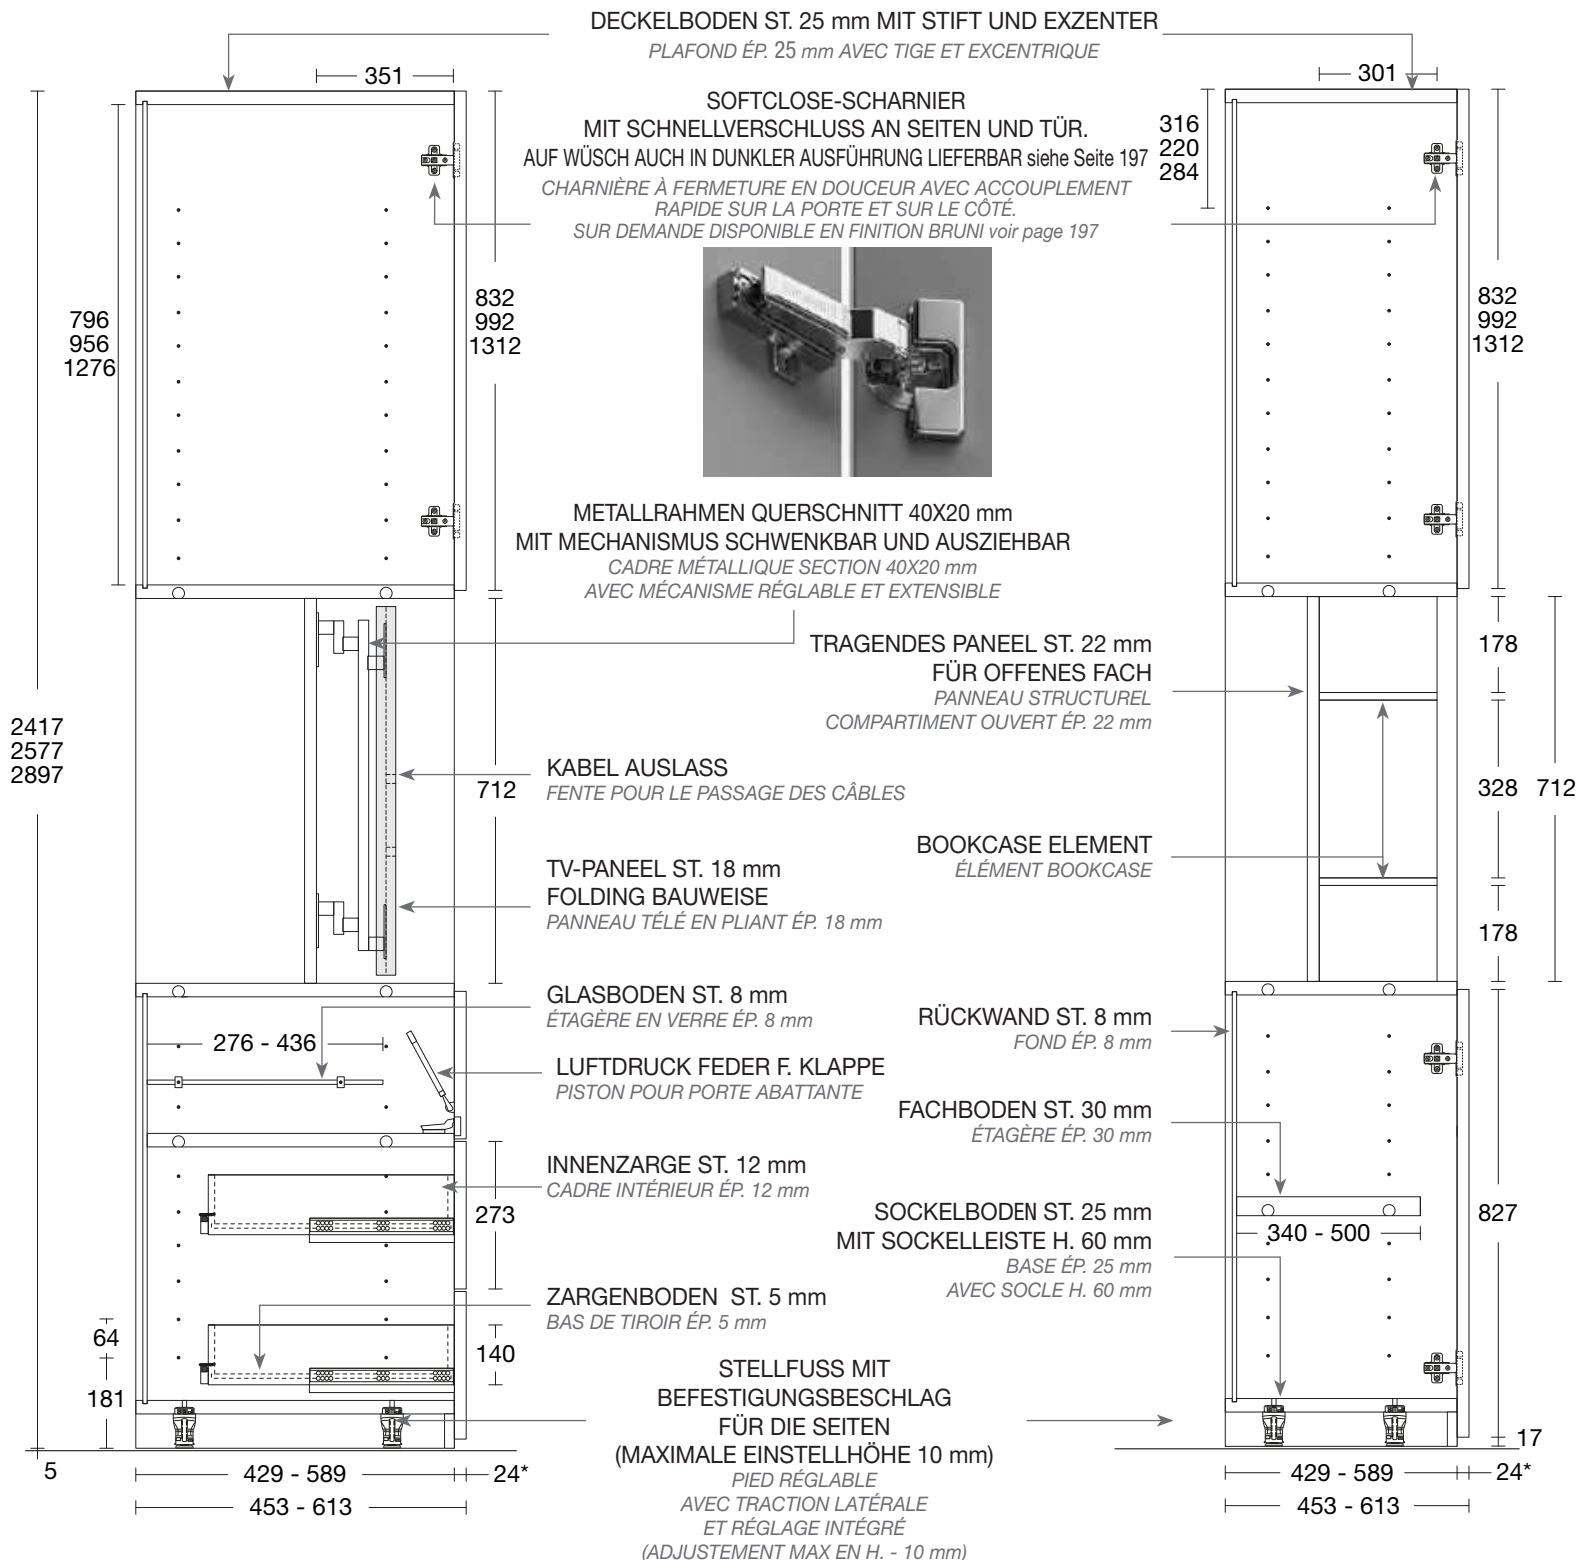 DECKELBODEN ST. 25 mm MIT STIFT UND EXZENTER
PLAFOND ÉP. 25 mm AVEC TIGE ET EXCENTRIQUE
351
301
SOFTCLOSE-SCHARNIER
MIT SCHNELLVERSCHLUSS AN SEITEN UND TÜR.
AUF WÜSCH AUCH IN DUNKLER AUSFÜHRUNG LIEFERBAR siehe Seite 197
CHARNIÈRE À FERMETURE EN DOUCEUR AVEC ACCOUPLEMENT
RAPIDE SUR LA PORTE ET SUR LE CÔTÉ.
SUR DEMANDE DISPONIBLE EN FINITION BRUNI voir page 197
316
220
284
796
956
1276
832
992
1312
832
992
1312
METALLRAHMEN QUERSCHNITT 40X20 mm
MIT MECHANISMUS SCHWENKBAR UND AUSZIEHBAR
CADRE MÉTALLIQUE SECTION 40X20 mm
AVEC MÉCANISME RÉGLABLE ET EXTENSIBLE
TRAGENDES PANEEL ST. 22 mm
FÜR OFFENES FACH
PANNEAU STRUCTUREL
COMPARTIMENT OUVERT ÉP. 22 mm
178
2417
2577
2897
KABEL AUSLASS
FENTE POUR LE PASSAGE DES CÂBLES
712
328
712
BOOKCASE ELEMENT
ÉLÉMENT BOOKCASE
TV-PANEEL ST. 18 mm
FOLDING BAUWEISE
PANNEAU TÉLÉ EN PLIANT ÉP. 18 mm
178
GLASBODEN ST. 8 mm
ÉTAGÈRE EN VERRE ÉP. 8 mm
RÜCKWAND ST. 8 mm
FOND ÉP. 8 mm
276 - 436
LUFTDRUCK FEDER F. KLAPPE
PISTON POUR PORTE ABATTANTE
FACHBODEN ST. 30 mm
ÉTAGÈRE ÉP. 30 mm
INNENZARGE ST. 12 mm
CADRE INTÉRIEUR ÉP. 12 mm
273
SOCKELBODEN ST. 25 mm
MIT SOCKELLEISTE H. 60 mm
BASE ÉP. 25 mm
AVEC SOCLE H. 60 mm
340 - 500
827
ZARGENBODEN ST. 5 mm
BAS DE TIROIR ÉP. 5 mm
64
140
181
STELLFUSS MIT
BEFESTIGUNGSBESCHLAG
FÜR DIE SEITEN
(MAXIMALE EINSTELLHÖHE 10 mm)
PIED RÉGLABLE
AVEC TRACTION LATÉRALE
ET RÉGLAGE INTÉGRÉ
(ADJUSTEMENT MAX EN H. - 10 mm)
17
5
429 - 589
24*
453 - 613
429 - 589
24*
453 - 613